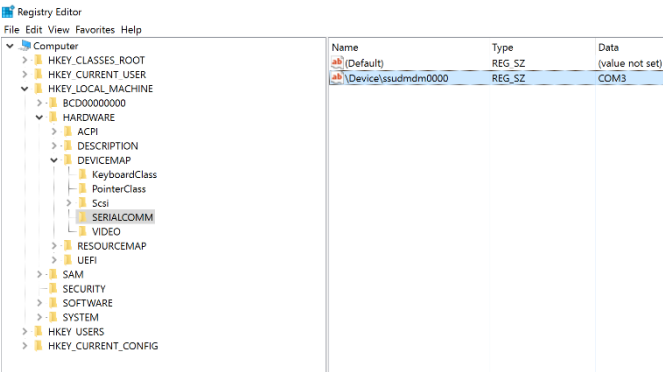 Registry Editor
File Edit View Favorites Help
Computer
HKEY_CLASSES_ROOT
HKEY_CURRENT_USER
HKEY_LOCAL_MACHINE
BCD00000000
HARDWARE
ACPI
DESCRIPTION
DEVICEMAP
KeyboardClass
PointerClass
Scsi
SERIALCOMM
VIDEO
RESOURCEMAP
UEFI
SAM
SECURITY
SOFTWARE
SYSTEM
HKEY_USERS
HKEY_CURRENT_CONFIG
Name Type Data
ab (Default) REG_SZ (value not set)
ab \Device\ssudmdm0000 REG_SZ COM3